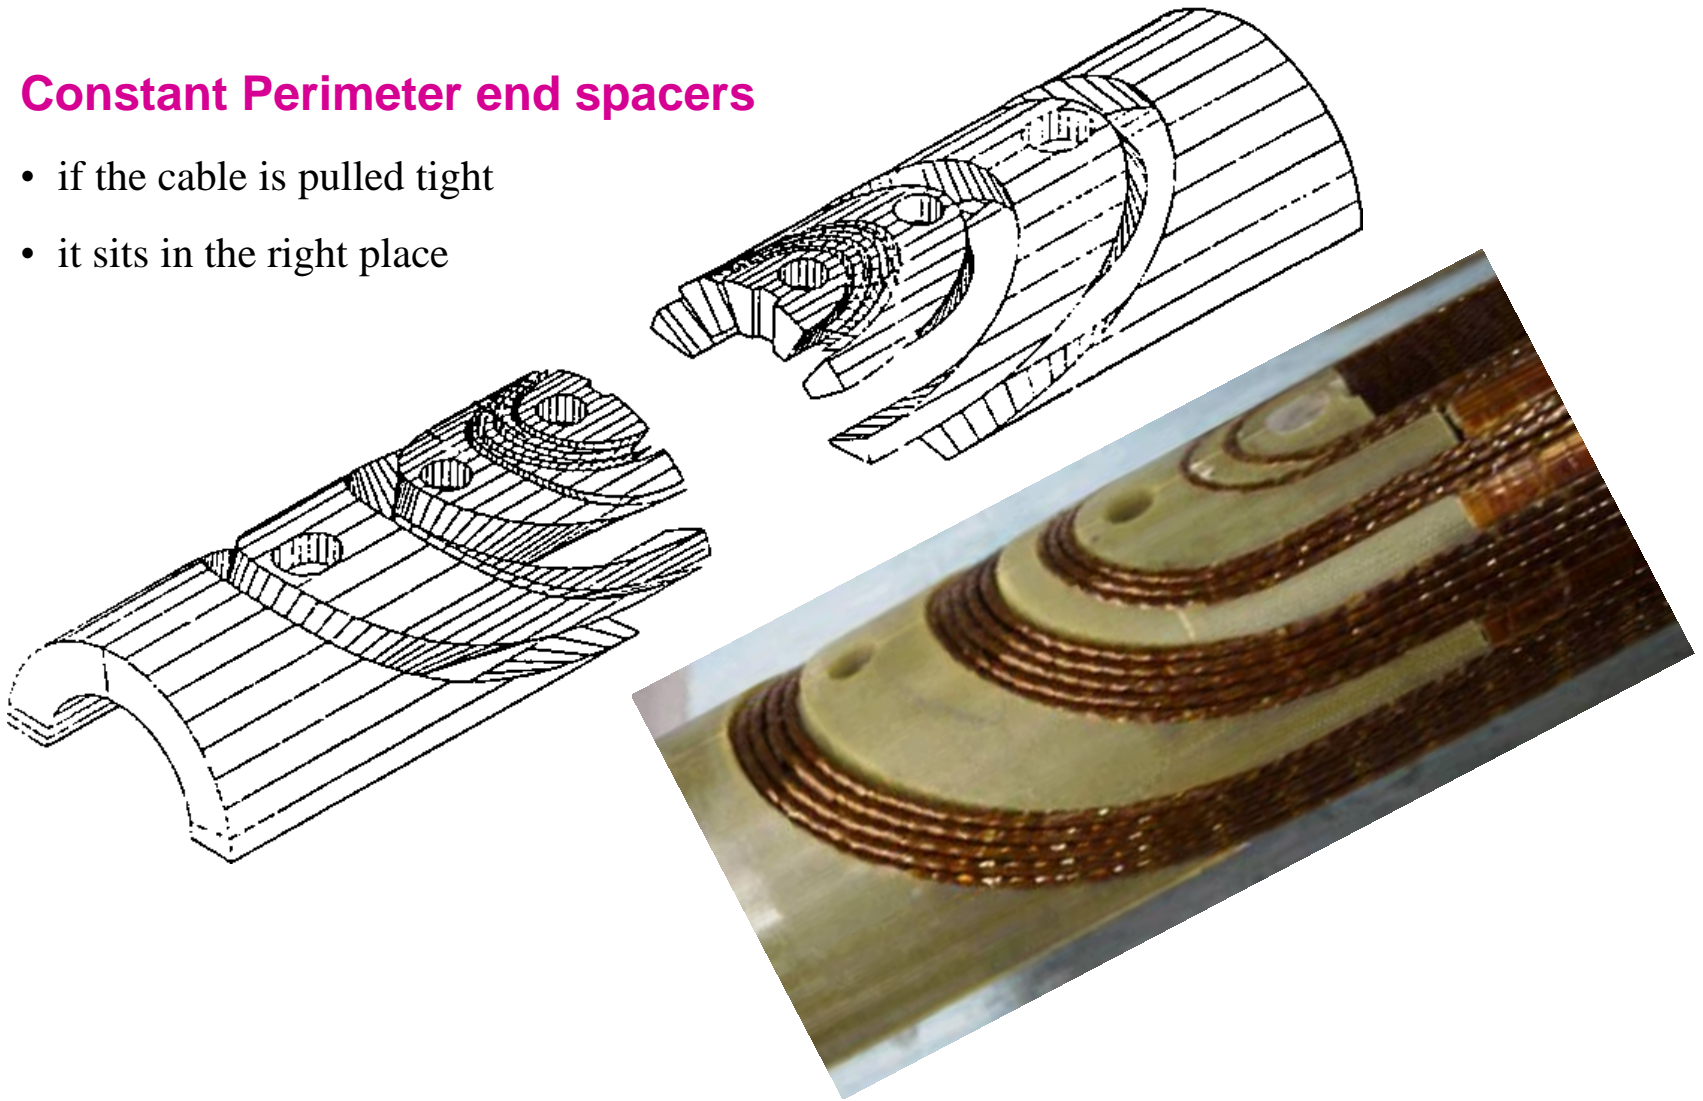 Constant Perimeter end spacers
• if the cable is pulled tight
• it sits in the right place